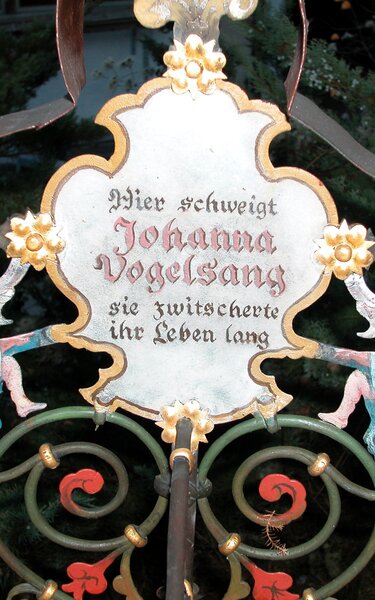 Hier schweigt
Johanna
Vogelsang
sie zwitscherte
ihr Leben lang